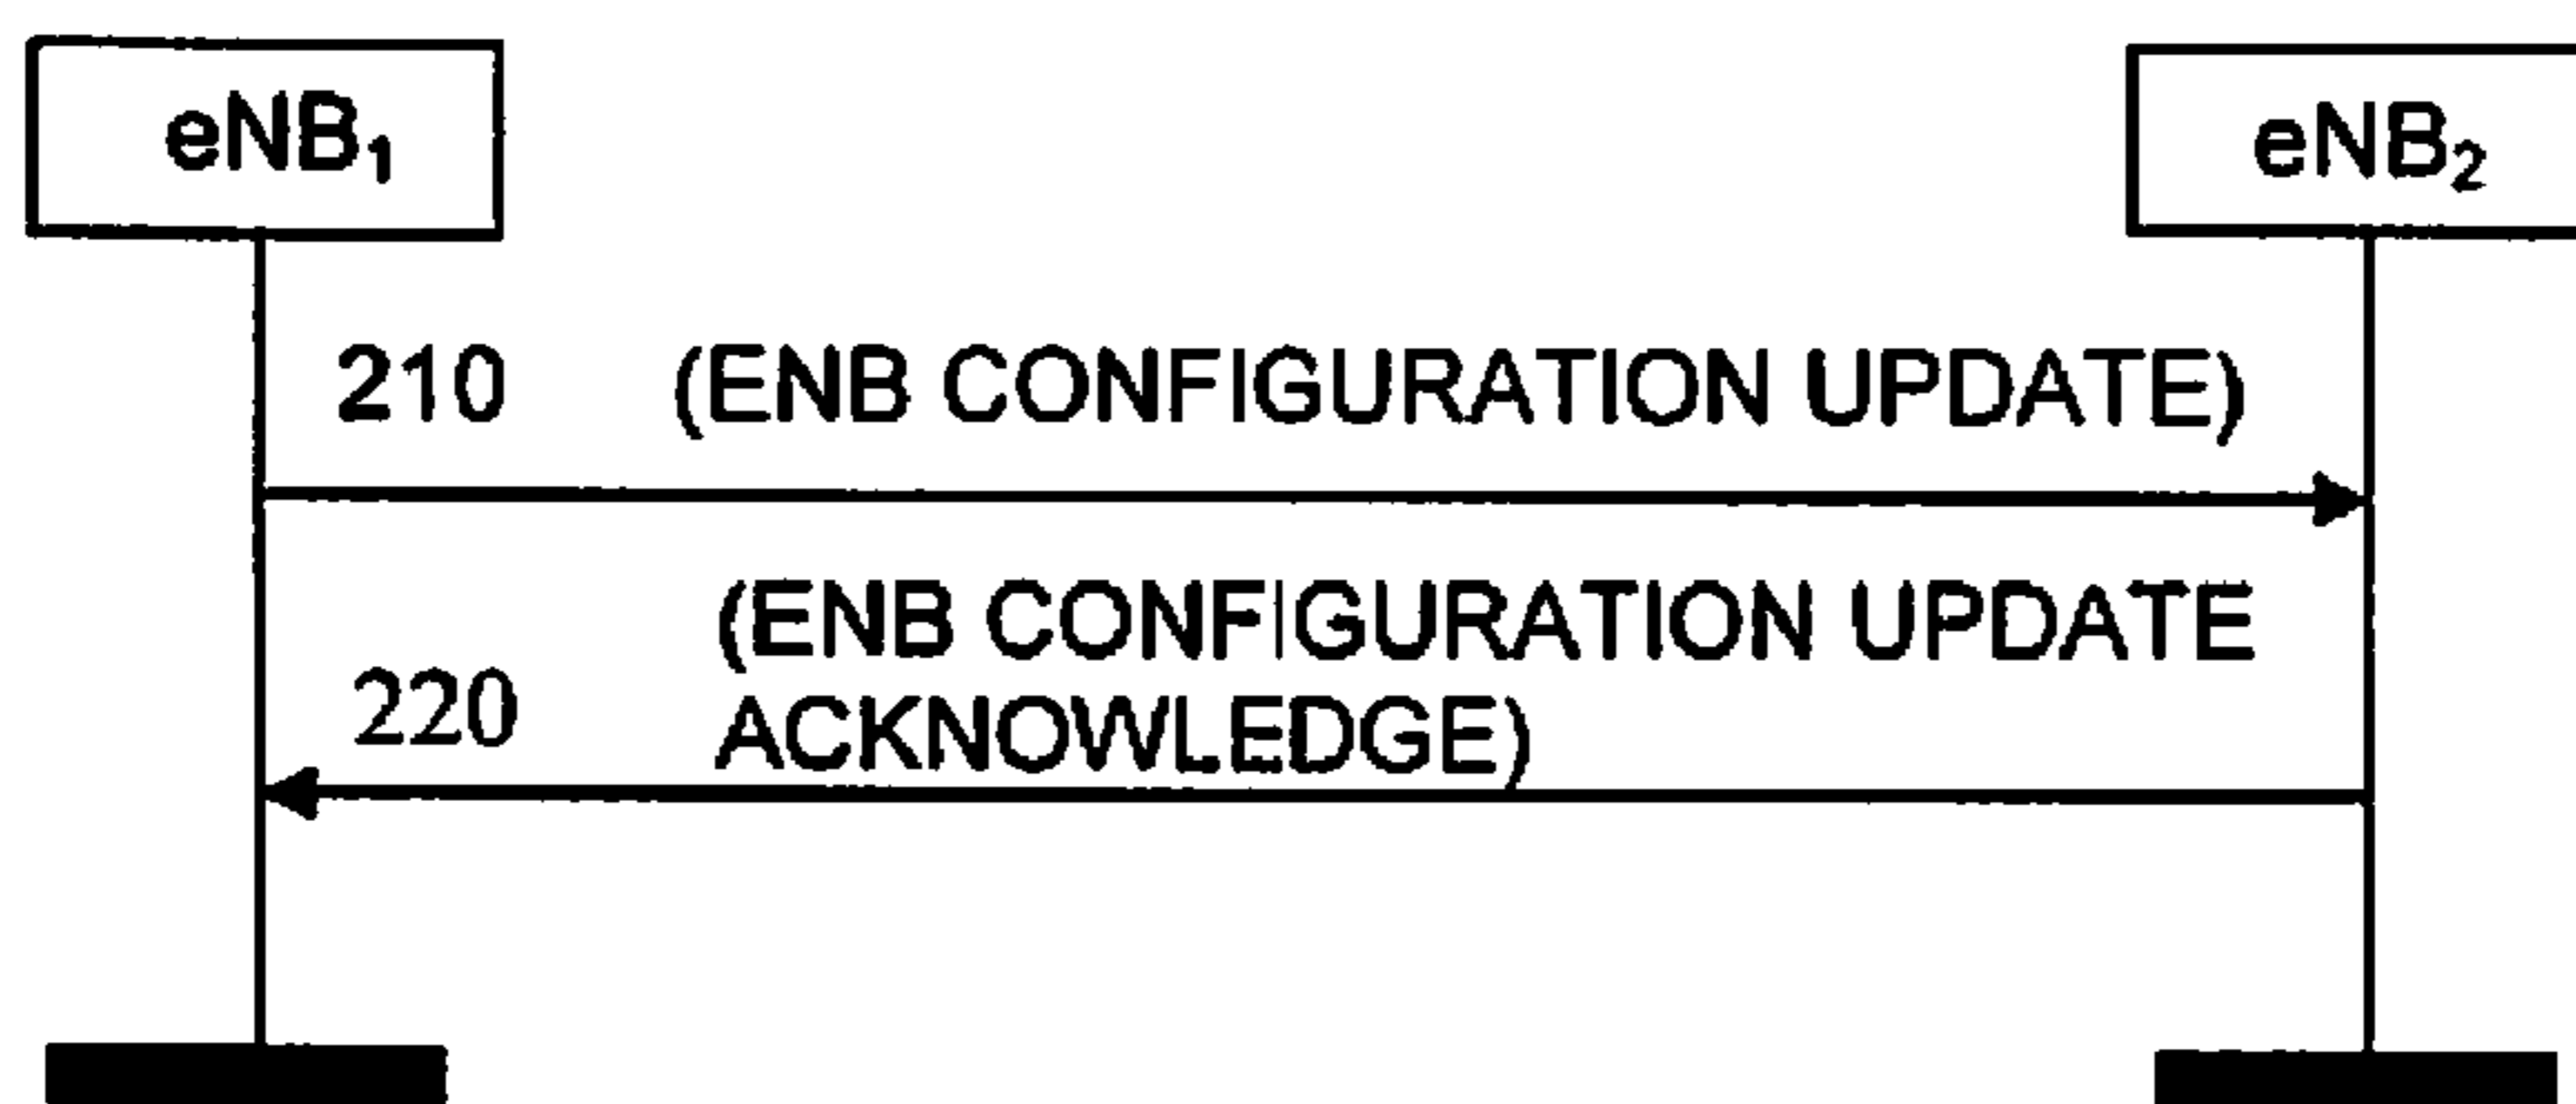 eNB₁
eNB₂
210 (ENB CONFIGURATION UPDATE)
(ENB CONFIGURATION UPDATE
220 ACKNOWLEDGE)